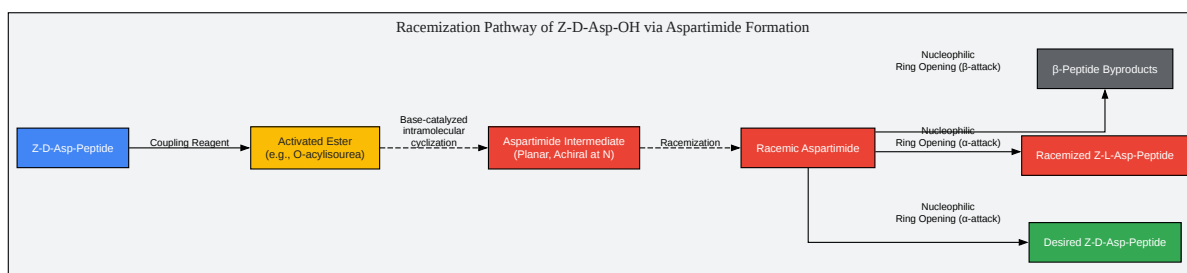 Racemization Pathway of Z-D-Asp-OH via Aspartimide Formation
Nucleophilic
Ring Opening (β-attack)
β-Peptide Byproducts
Z-D-Asp-Peptide
Coupling Reagent
Activated Ester
(e.g., O-acylisourea)
Base-catalyzed
intramolecular
cyclization
Aspartimide Intermediate
(Planar, Achiral at N)
Racemization
Racemic Aspartimide
Nucleophilic
Ring Opening (α-attack)
Racemized Z-L-Asp-Peptide
Nucleophilic
Ring Opening (α-attack)
Desired Z-D-Asp-Peptide